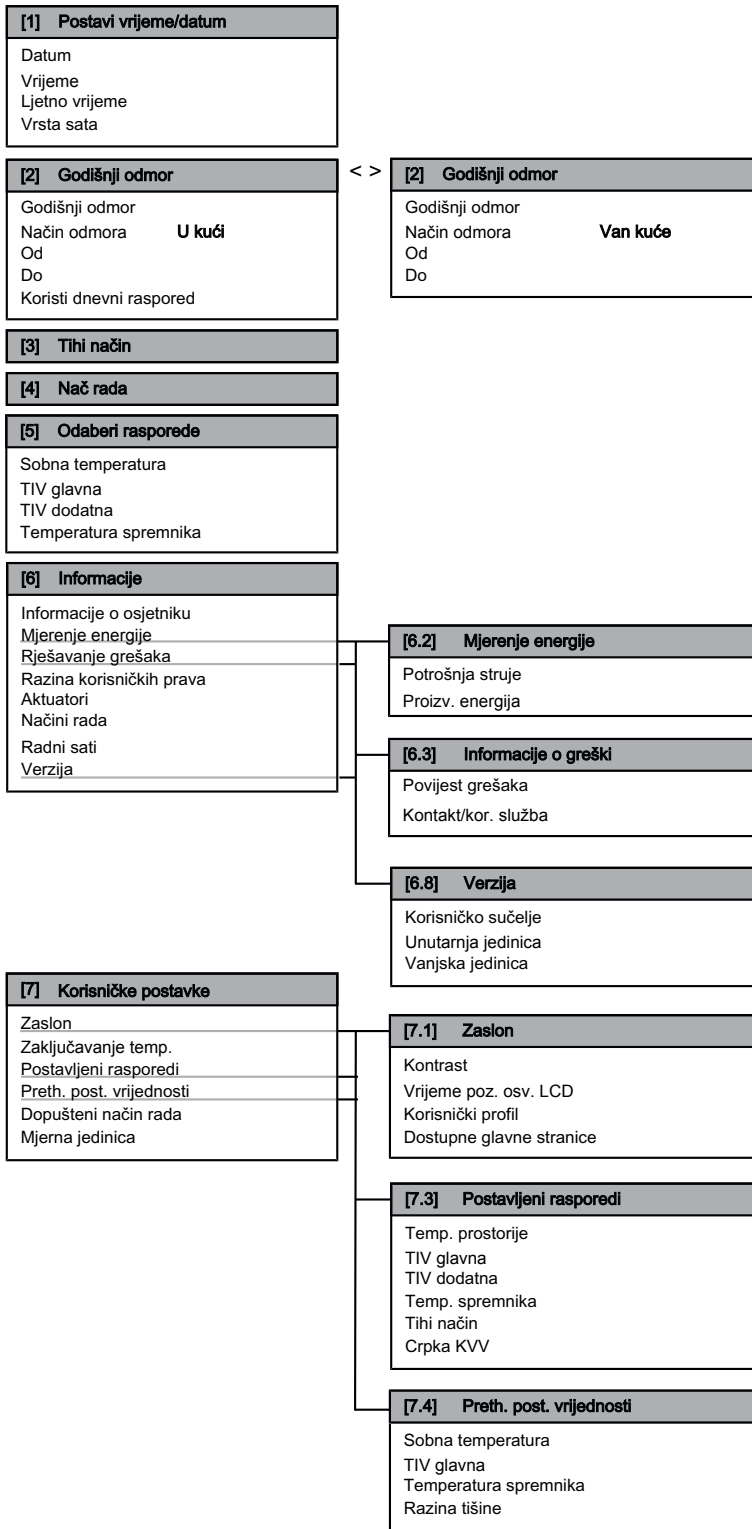 [1] Postavi vrijeme/datum
Datum
Vrijeme
Ljetno vrijeme
Vrsta sata
[2] Godišnji odmor
Godišnji odmor
Način odmora U kući
Od
Do
Koristi dnevni raspored
< >
[2] Godišnji odmor
Godišnji odmor
Način odmora Van kuće
Od
Do
[3] Tihi način
[4] Nač rada
[5] Odaberi rasporede
Sobna temperatura
TIV glavna
TIV dodatna
Temperatura spremnika
[6] Informacije
Informacije o osjetniku
Mjerenje energije
Rješavanje grešaka
Razina korisničkih prava
Aktuatori
Načini rada
Radni sati
Verzija
[6.2] Mjerenje energije
Potrošnja struje
Proizv. energija
[6.3] Informacije o greški
Povijest grešaka
Kontakt/kor. služba
[6.8] Verzija
Korisničko sučelje
Unutarnja jedinica
Vanjska jedinica
[7] Korisničke postavke
Zaslon
Zaključavanje temp.
Postavljeni rasporedi
Preth. post. vrijednosti
Dopušteni način rada
Mjerna jedinica
[7.1] Zaslon
Kontrast
Vrijeme poz. osv. LCD
Korisnički profil
Dostupne glavne stranice
[7.3] Postavljeni rasporedi
Temp. prostorije
TIV glavna
TIV dodatna
Temp. spremnika
Tihi način
Crpka KVV
[7.4] Preth. post. vrijednosti
Sobna temperatura
TIV glavna
Temperatura spremnika
Razina tišine